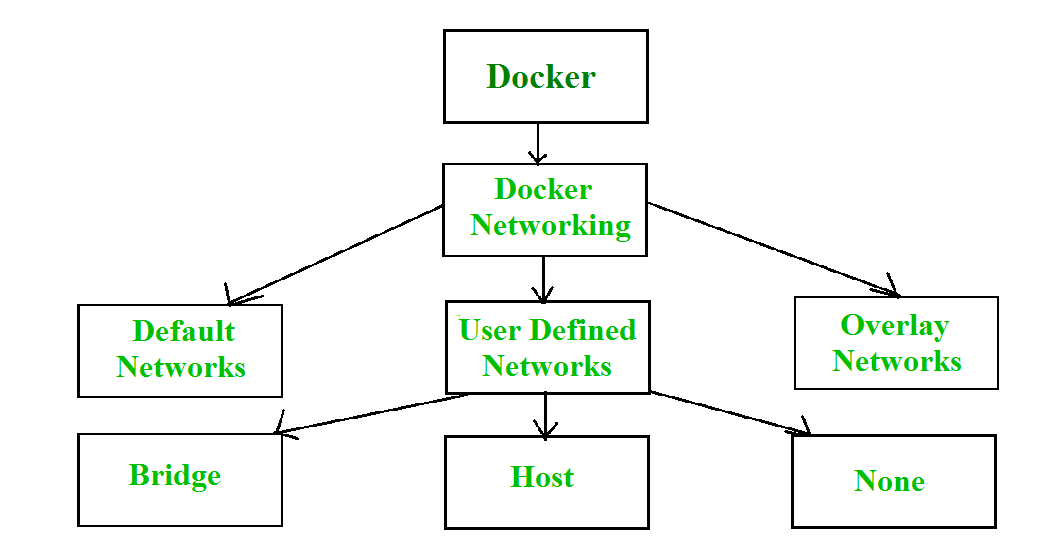 Docker
Docker
Networking
Default
Networks
User Defined
Networks
Overlay
Networks
Bridge
Host
None